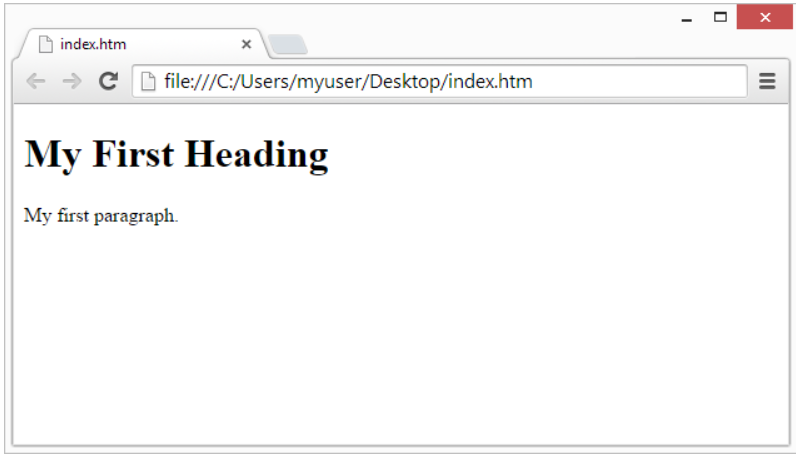 index.htm
file:///C:/Users/myuser/Desktop/index.htm
My First Heading
My first paragraph.